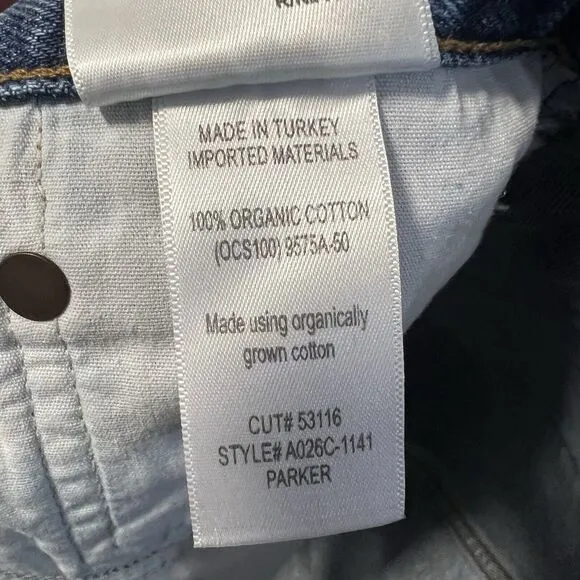 MADE IN TURKEY
IMPORTED MATERIALS
100% ORGANIC COTTON
(OCS100) 9575A-50
Made using organically
grown cotton
CUT# 53116
STYLE# A026C-1141
PARKER